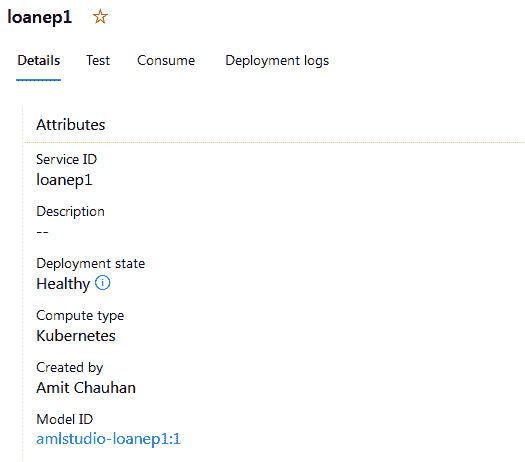 loanep1
Details Test Consume Deployment logs
Attributes
Service ID
loanep1
Description
--
Deployment state
Healthy
Compute type
Kubernetes
Created by
Amit Chauhan
Model ID
amlstudio-loanep1:1